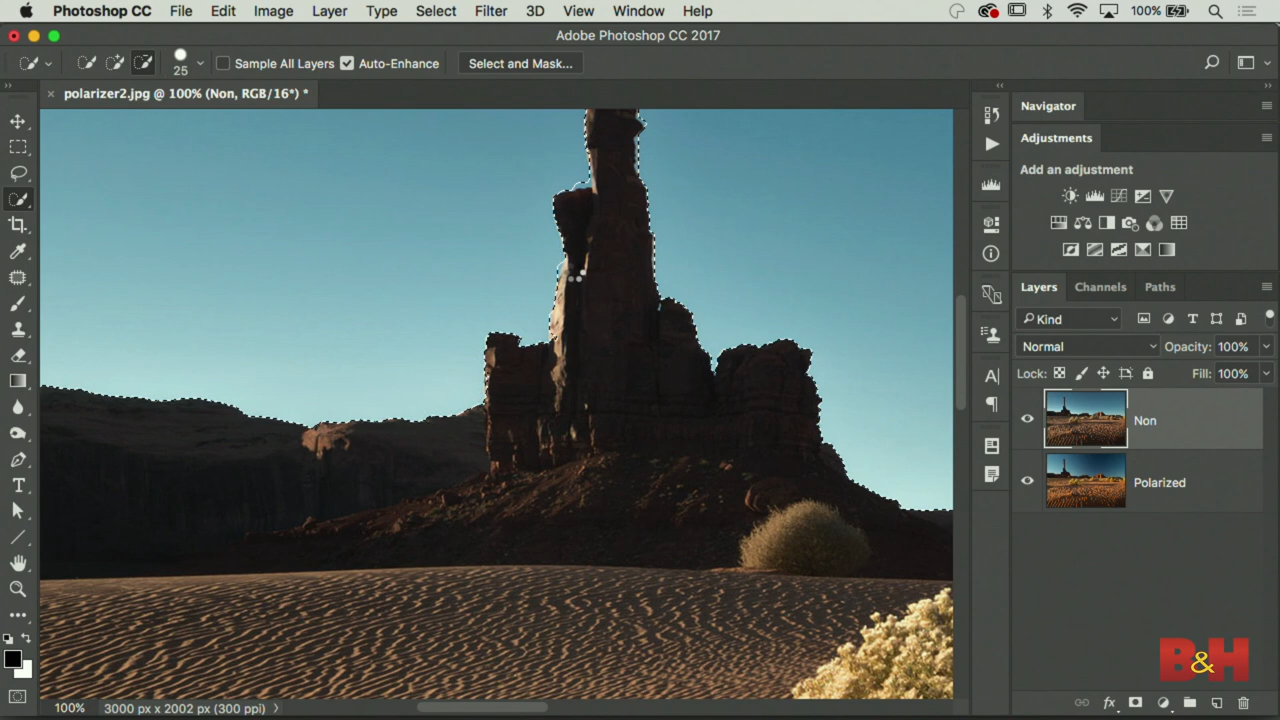 Photoshop CC File Edit Image Layer Type Select Filter 3D View Window Help 100%
Adobe Photoshop CC 2017
25 Sample All Layers Auto-Enhance Select and Mask...
polarizer2.jpg @ 100% (Non, RGB/16*) *
Navigator
Adjustments
Add an adjustment
Layers Channels Paths
Kind
Normal Opacity: 100%
Lock: Fill: 100%
Non
Polarized
B&H
100% 3000 px x 2002 px (300 ppi)